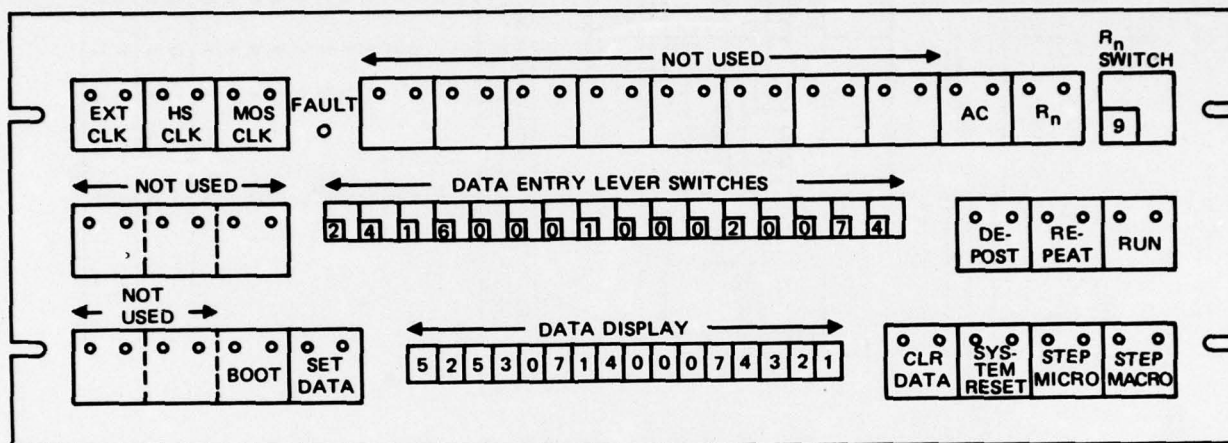 NOT USED
R_n
SWITCH
EXT
CLK
HS
CLK
MOS
CLK
FAULT
AC
R_n
9
NOT USED
DATA ENTRY LEVER SWITCHES
2 4 1 6 0 0 0 1 0 0 0 2 0 0 7 4
DE-
POST
RE-
PEAT
RUN
NOT
USED
BOOT
SET
DATA
DATA DISPLAY
5 2 5 3 0 7 1 4 0 0 0 7 4 3 2 1
CLR
DATA
SYS-
TEM
RESET
STEP
MICRO
STEP
MACRO